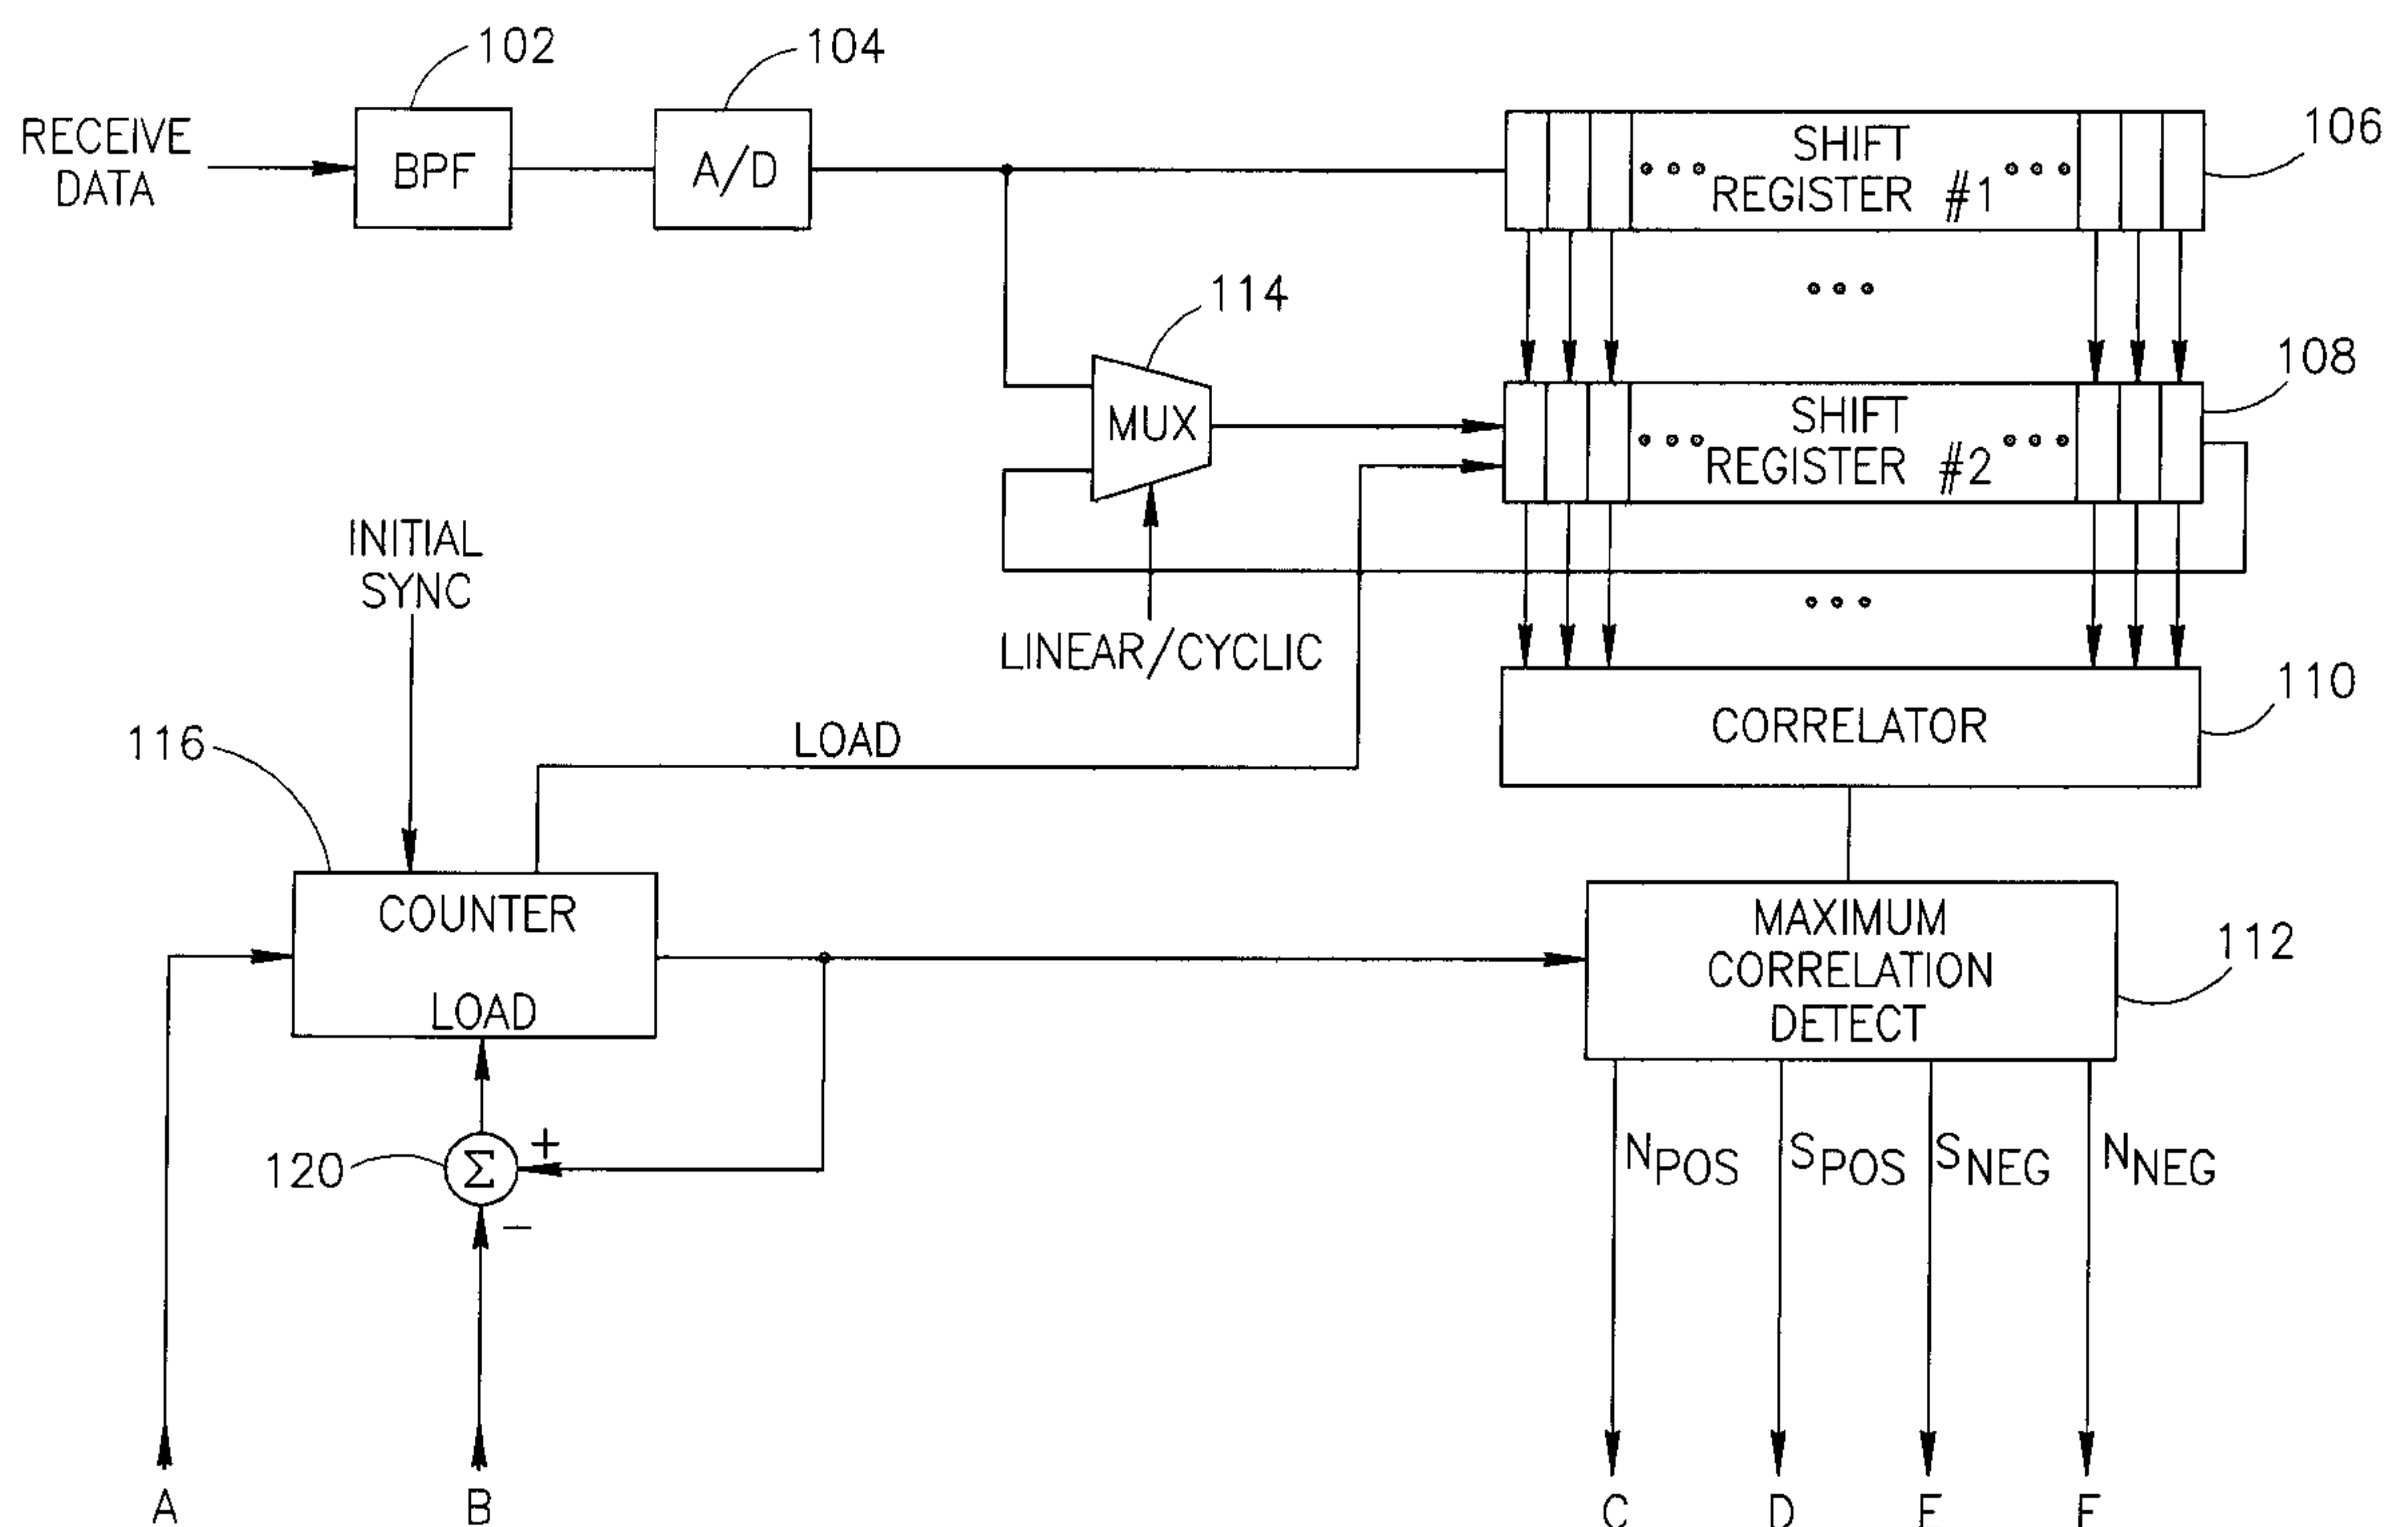 102
104
106
RECEIVE
DATA
BPF
A/D
SHIFT
REGISTER #1
114
108
MUX
SHIFT
REGISTER #2
INITIAL
SYNC
LINEAR/CYCLIC
110
CORRELATOR
116
LOAD
COUNTER
LOAD
MAXIMUM
CORRELATION
DETECT
112
120
Σ
+
−
NPOS
SPOS
SNEG
NNEG
A
B
C
D
E
F